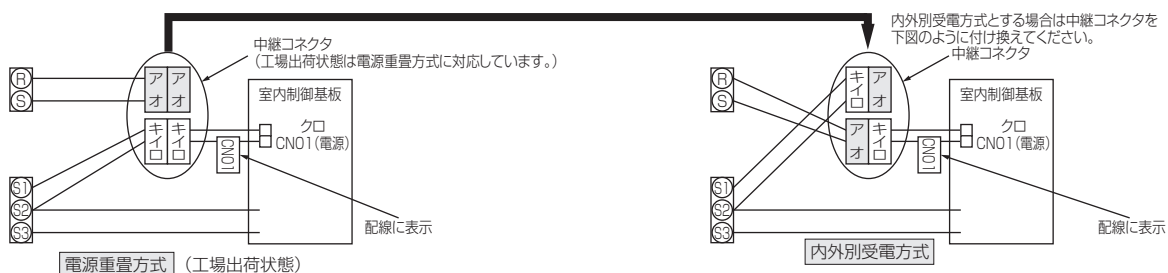 中継コネクタ
（工場出荷状態は電源重畳方式に対応しています。）
R
S
アオ
アオ
キイロ
キイロ
室内制御基板
クロ
CN01（電源）
CN01
S1
S2
S3
配線に表示
電源重畳方式（工場出荷状態）
内外別受電方式とする場合は中継コネクタを
下図のように付け換えてください。
中継コネクタ
R
S
キイロ
アオ
アオ
キイロ
室内制御基板
クロ
CN01（電源）
CN01
S1
S2
S3
配線に表示
内外別受電方式